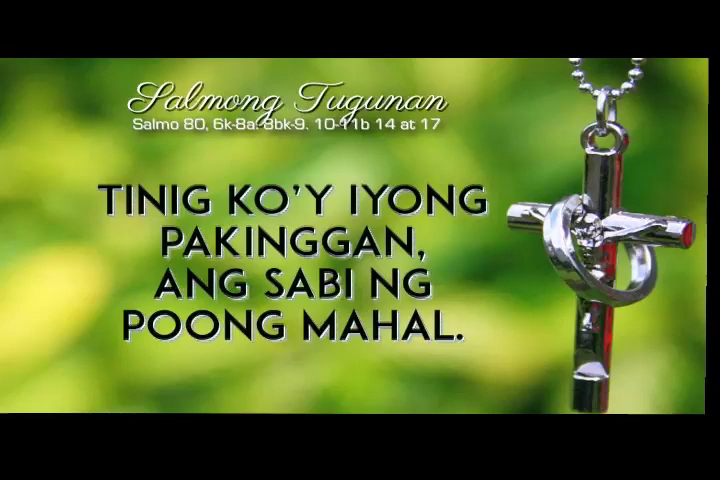 Salmong Tugunan
Salmo 80, 6k-8a. 8bk-9. 10-11b 14 at 17
TINIG KO'Y IYONG
PAKINGGAN,
ANG SABI NG
POONG MAHAL.